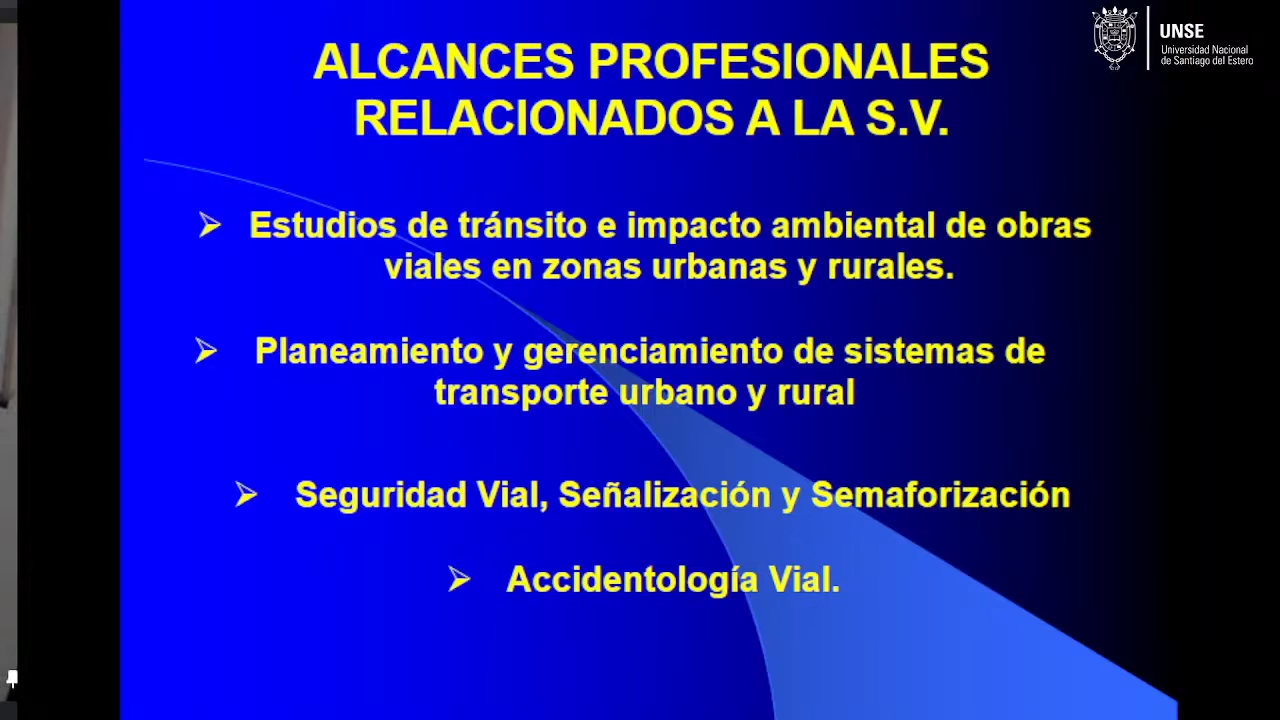 UNSE
Universidad Nacional
de Santiago del Estero
ALCANCES PROFESIONALES
RELACIONADOS A LA S.V.
Estudios de tránsito e impacto ambiental de obras
viales en zonas urbanas y rurales.
Planeamiento y gerenciamiento de sistemas de
transporte urbano y rural
Seguridad Vial, Señalización y Semaforización
Accidentología Vial.